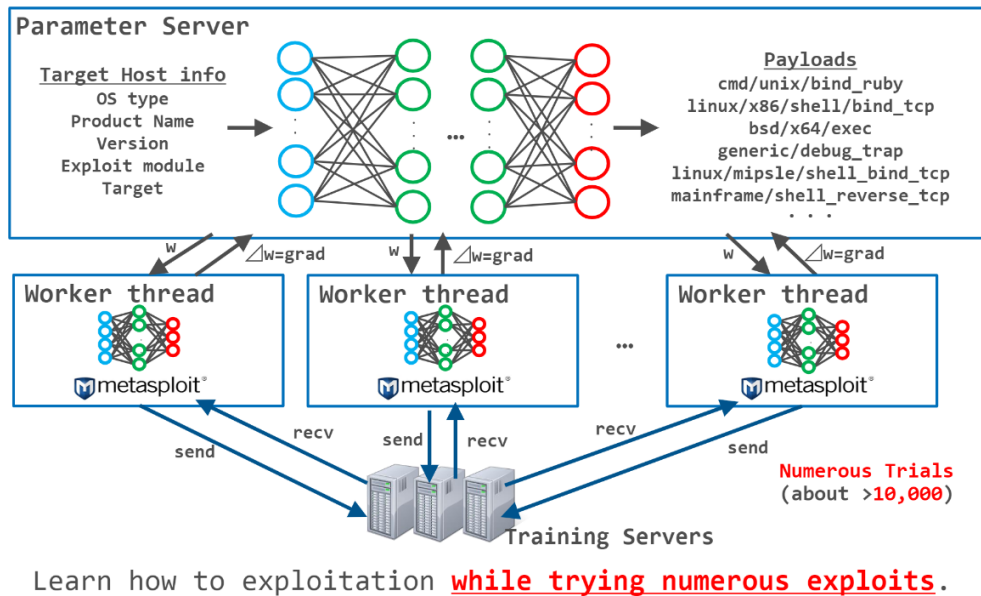 Parameter Server
Target Host info
OS type
Product Name
Version
Exploit module
Target
...
Payloads
cmd/unix/bind_ruby
linux/x86/shell/bind_tcp
bsd/x64/exec
generic/debug_trap
linux/mipsle/shell_bind_tcp
mainframe/shell_reverse_tcp
. . .
w
⊿w=grad
w
⊿w=grad
w
⊿w=grad
Worker thread
metasploit®
Worker thread
metasploit®
...
Worker thread
metasploit®
send
recv
send
recv
recv
send
Numerous Trials
(about >10,000)
Training Servers
Learn how to exploitation while trying numerous exploits.